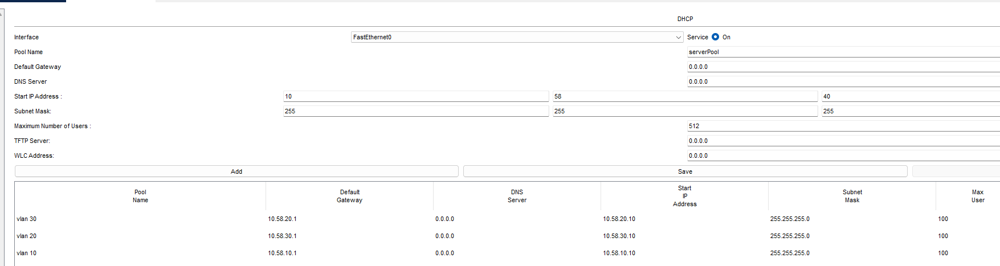 DHCP
Interface FastEthernet0 Service On
Pool Name serverPool
Default Gateway 0.0.0.0
DNS Server 0.0.0.0
Start IP Address : 10 58 40
Subnet Mask: 255 255 255
Maximum Number of Users : 512
TFTP Server: 0.0.0.0
WLC Address: 0.0.0.0
Add Save
Pool Name Default Gateway DNS Server Start IP Address Subnet Mask Max User
vlan 30 10.58.20.1 0.0.0.0 10.58.20.10 255.255.255.0 100
vlan 20 10.58.30.1 0.0.0.0 10.58.30.10 255.255.255.0 100
vlan 10 10.58.10.1 0.0.0.0 10.58.10.10 255.255.255.0 100